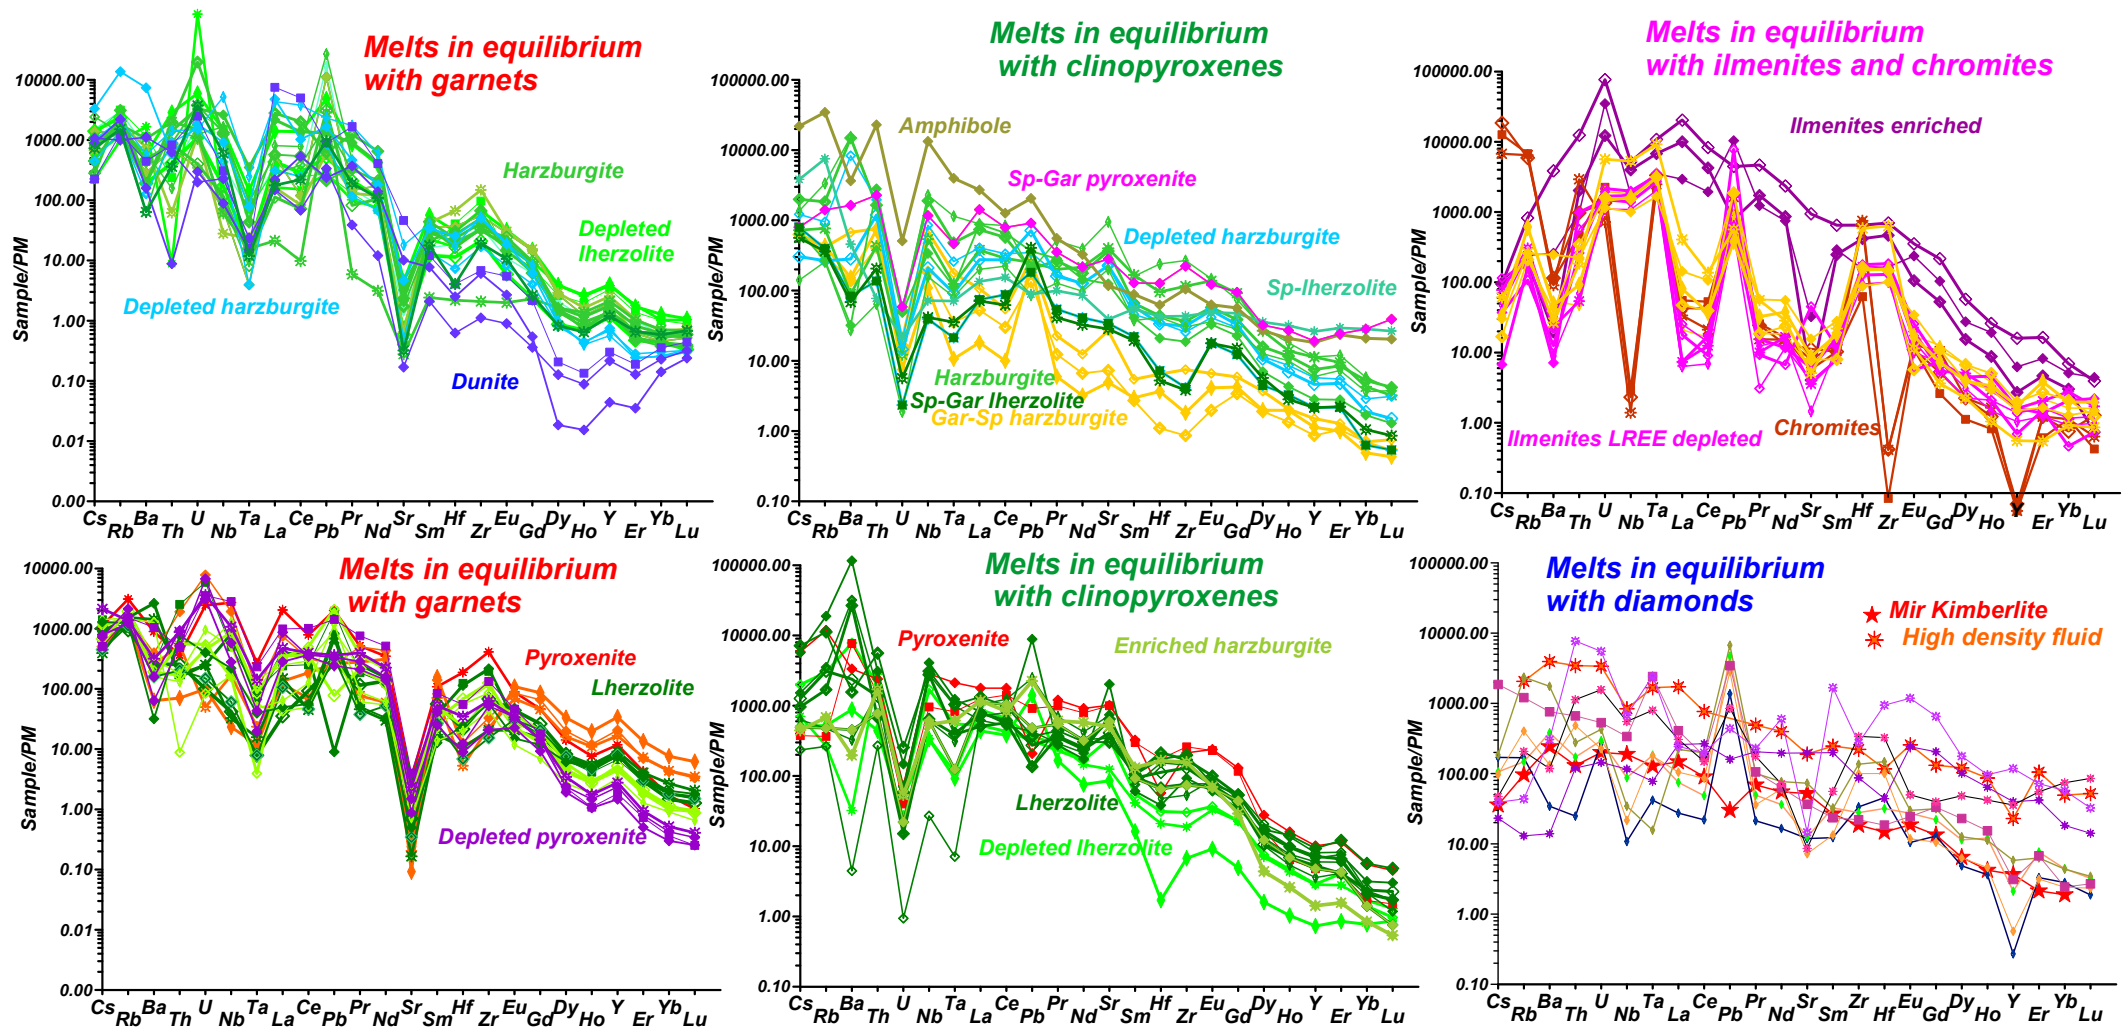 Melts in equilibrium
with garnets
10000.00
1000.00
100.00
10.00
1.00
0.10
0.01
0.00
Sample/PM
Harzburgite
Depleted
lherzolite
Depleted harzburgite
Dunite
Cs Rb Ba Th U Nb Ta La Ce Pb Pr Nd Sr Sm Hf Zr Eu Gd Dy Ho Y Er Yb Lu
Melts in equilibrium
with clinopyroxenes
100000.00
10000.00
1000.00
100.00
10.00
1.00
0.10
Sample/PM
Amphibole
Sp-Gar pyroxenite
Depleted harzburgite
Sp-lherzolite
Harzburgite
Sp-Gar lherzolite
Gar-Sp harzburgite
Cs Rb Ba Th U Nb Ta La Ce Pb Pr Nd Sr Sm Hf Zr Eu Gd Dy Ho Y Er Yb Lu
Melts in equilibrium
with ilmenites and chromites
100000.00
10000.00
1000.00
100.00
10.00
1.00
0.10
Sample/PM
Ilmenites enriched
Ilmenites LREE depleted
Chromites
Cs Rb Ba Th U Nb Ta La Ce Pb Pr Nd Sr Sm Hf Zr Eu Gd Dy Ho Y Er Yb Lu
Melts in equilibrium
with garnets
10000.00
1000.00
100.00
10.00
1.00
0.10
0.01
0.00
Sample/PM
Pyroxenite
Lherzolite
Depleted pyroxenite
Cs Rb Ba Th U Nb Ta La Ce Pb Pr Nd Sr Sm Hf Zr Eu Gd Dy Ho Y Er Yb Lu
Melts in equilibrium
with clinopyroxenes
100000.00
10000.00
1000.00
100.00
10.00
1.00
0.10
Sample/PM
Pyroxenite
Enriched harzburgite
Lherzolite
Depleted lherzolite
Cs Rb Ba Th U Nb Ta La Ce Pb Pr Nd Sr Sm Hf Zr Eu Gd Dy Ho Y Er Yb Lu
Melts in equilibrium
with diamonds
Mir Kimberlite
High density fluid
100000.00
10000.00
1000.00
100.00
10.00
1.00
0.10
Sample/PM
Cs Rb Ba Th U Nb Ta La Ce Pb Pr Nd Sr Sm Zr Hf Eu Gd Dy Ho Y Er Yb Lu